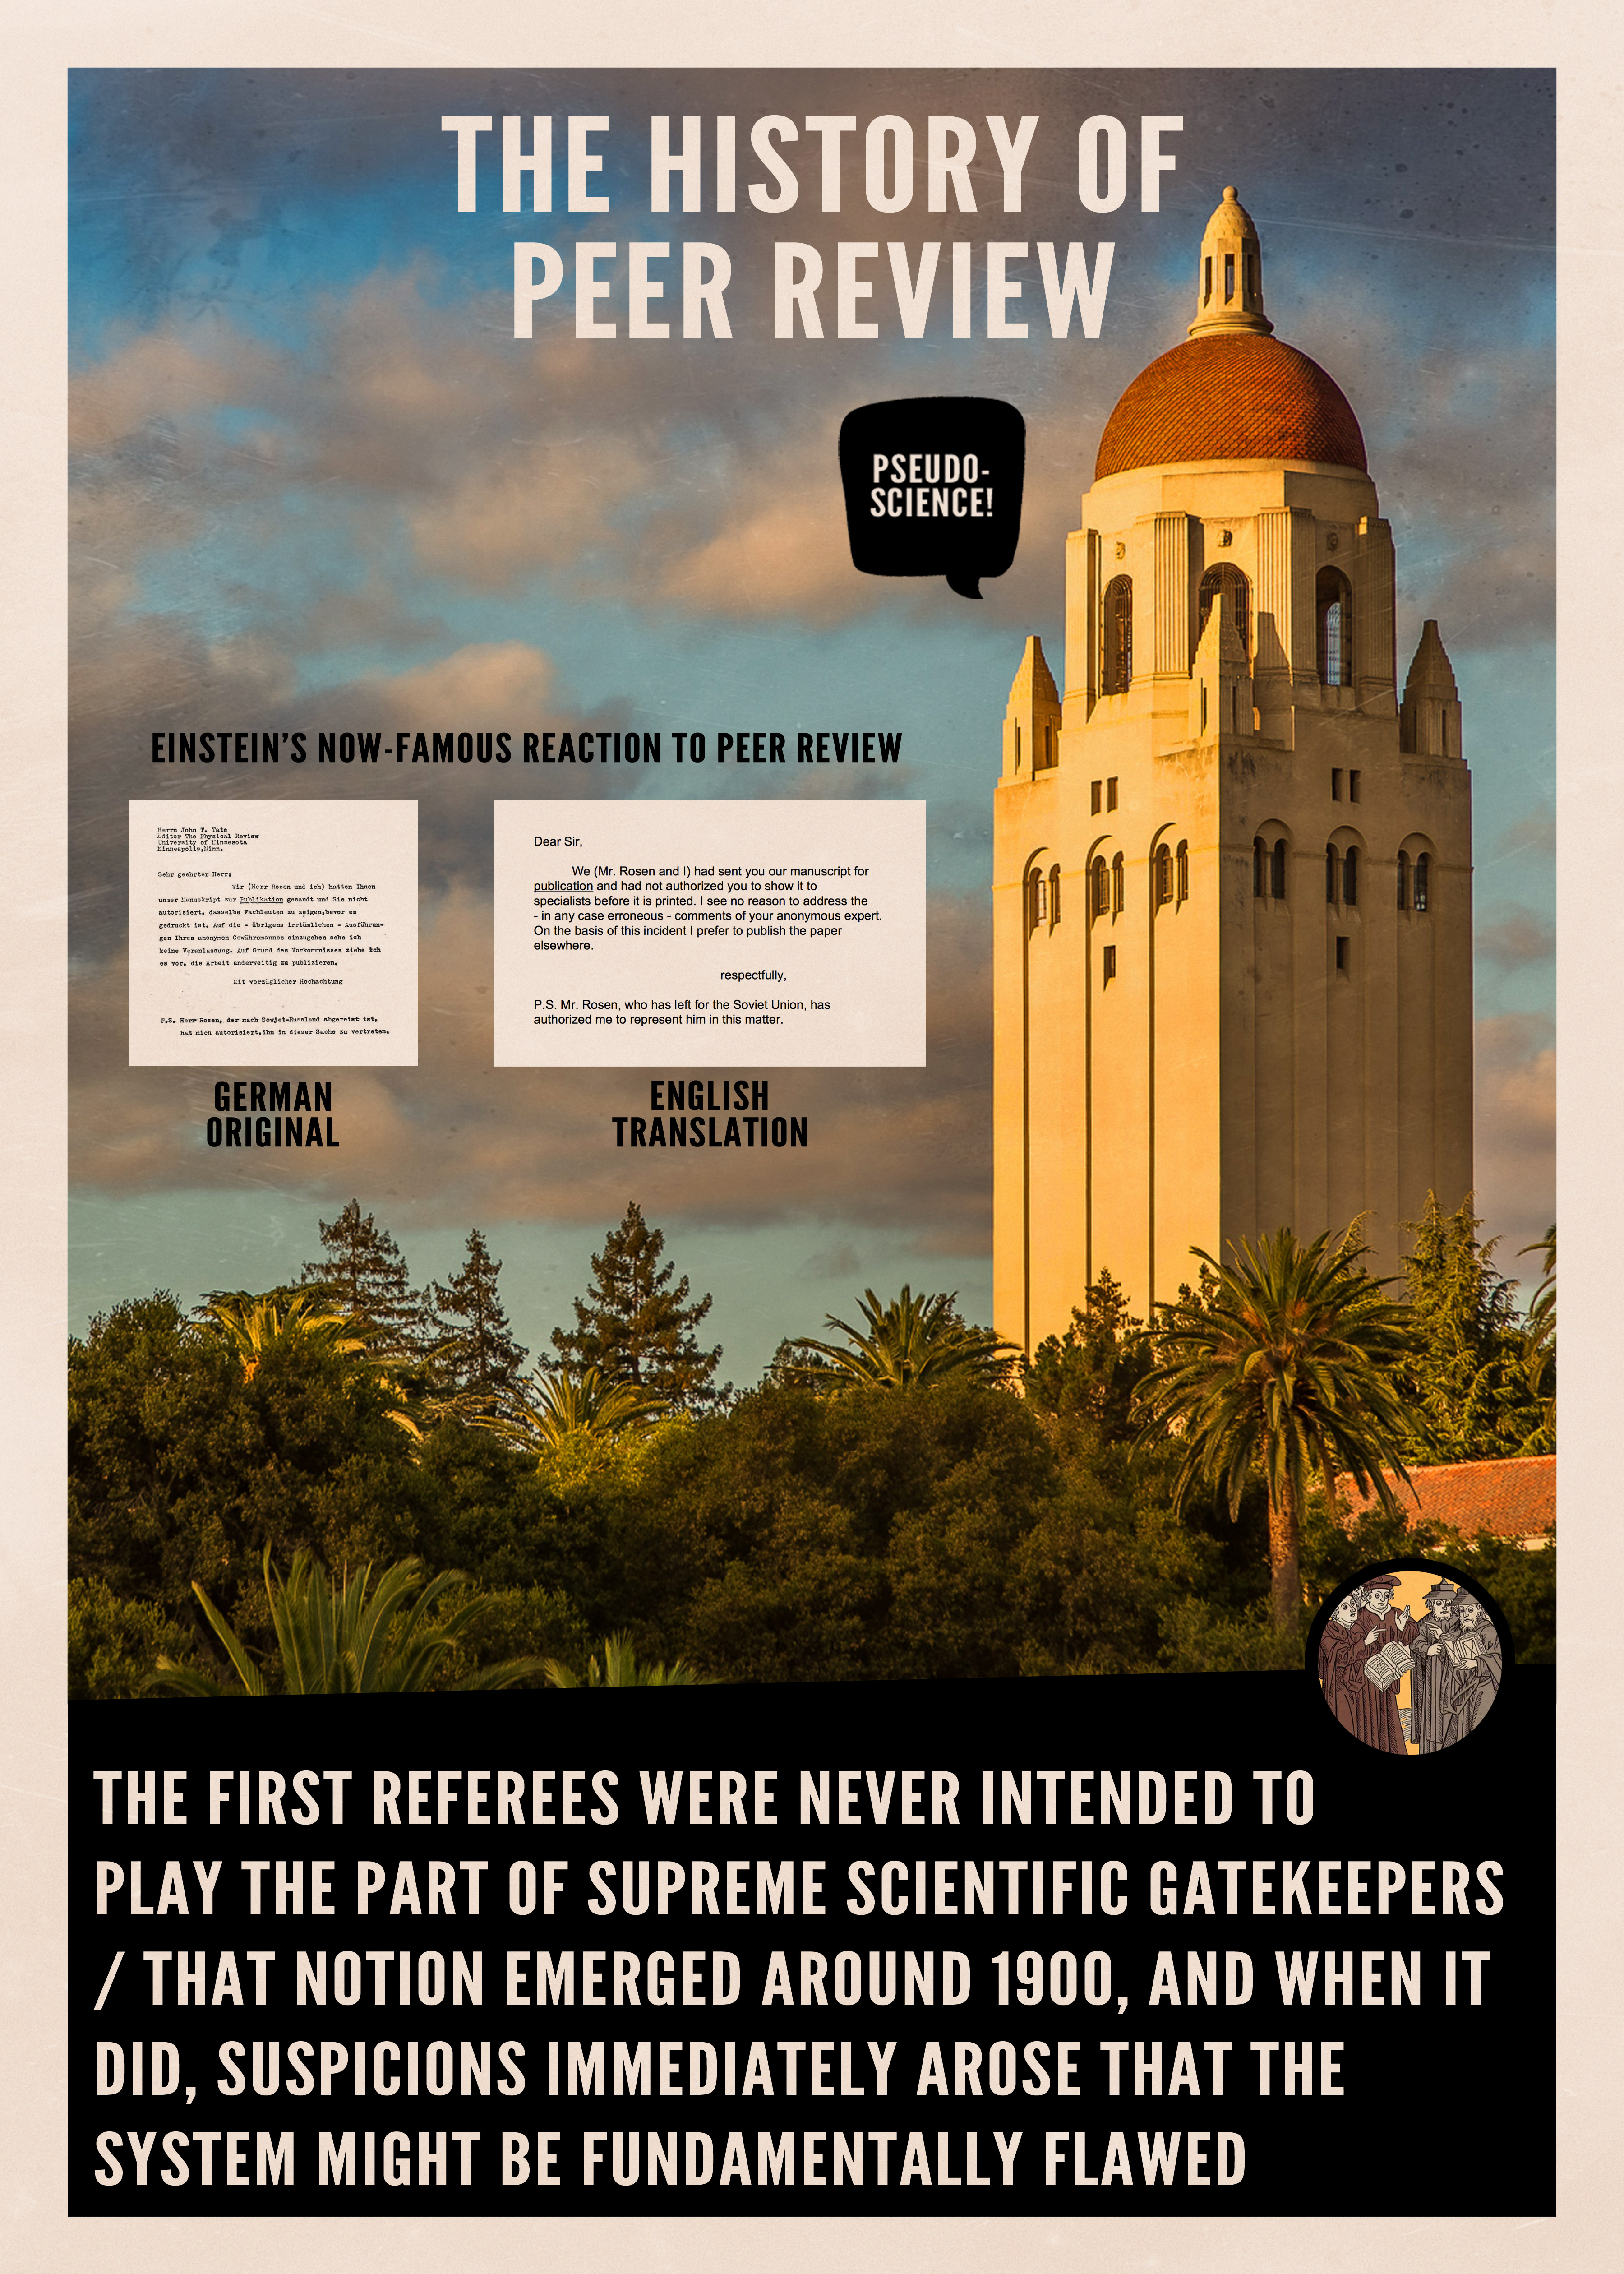 THE HISTORY OF
PEER REVIEW
PSEUDO-
SCIENCE!
EINSTEIN'S NOW-FAMOUS REACTION TO PEER REVIEW
Herrn John T. Tate
Editor The Physical Review
University of Minnesota
Minneapolis,Minn.
Sehr geehrter Herr:
Wir (Herr Rosen und ich) hatten Ihnen
unser Manuskript zur Publikation gesandt und Sie nicht
autorisiert, dasselbe Fachleuten zu zeigen,bevor es
gedruckt ist. Auf die - übrigens irrtümlichen - Ausführun-
gen Ihres anonymen Gewährsmannes einzugehen sehe ich
keine Veranlassung. Auf Grund des Vorkommnisses ziehe ich
es vor, die Arbeit anderweitig zu publizieren.
Mit vorzüglicher Hochachtung
P.S. Herr Rosen, der nach Sowjet-Russland abgereist ist,
hat mich autorisiert,ihn in dieser Sache zu vertreten.
GERMAN
ORIGINAL
Dear Sir,
We (Mr. Rosen and I) had sent you our manuscript for
publication and had not authorized you to show it to
specialists before it is printed. I see no reason to address the
- in any case erroneous - comments of your anonymous expert.
On the basis of this incident I prefer to publish the paper
elsewhere.
respectfully,
P.S. Mr. Rosen, who has left for the Soviet Union, has
authorized me to represent him in this matter.
ENGLISH
TRANSLATION
THE FIRST REFEREES WERE NEVER INTENDED TO
PLAY THE PART OF SUPREME SCIENTIFIC GATEKEEPERS
/ THAT NOTION EMERGED AROUND 1900, AND WHEN IT
DID, SUSPICIONS IMMEDIATELY AROSE THAT THE
SYSTEM MIGHT BE FUNDAMENTALLY FLAWED